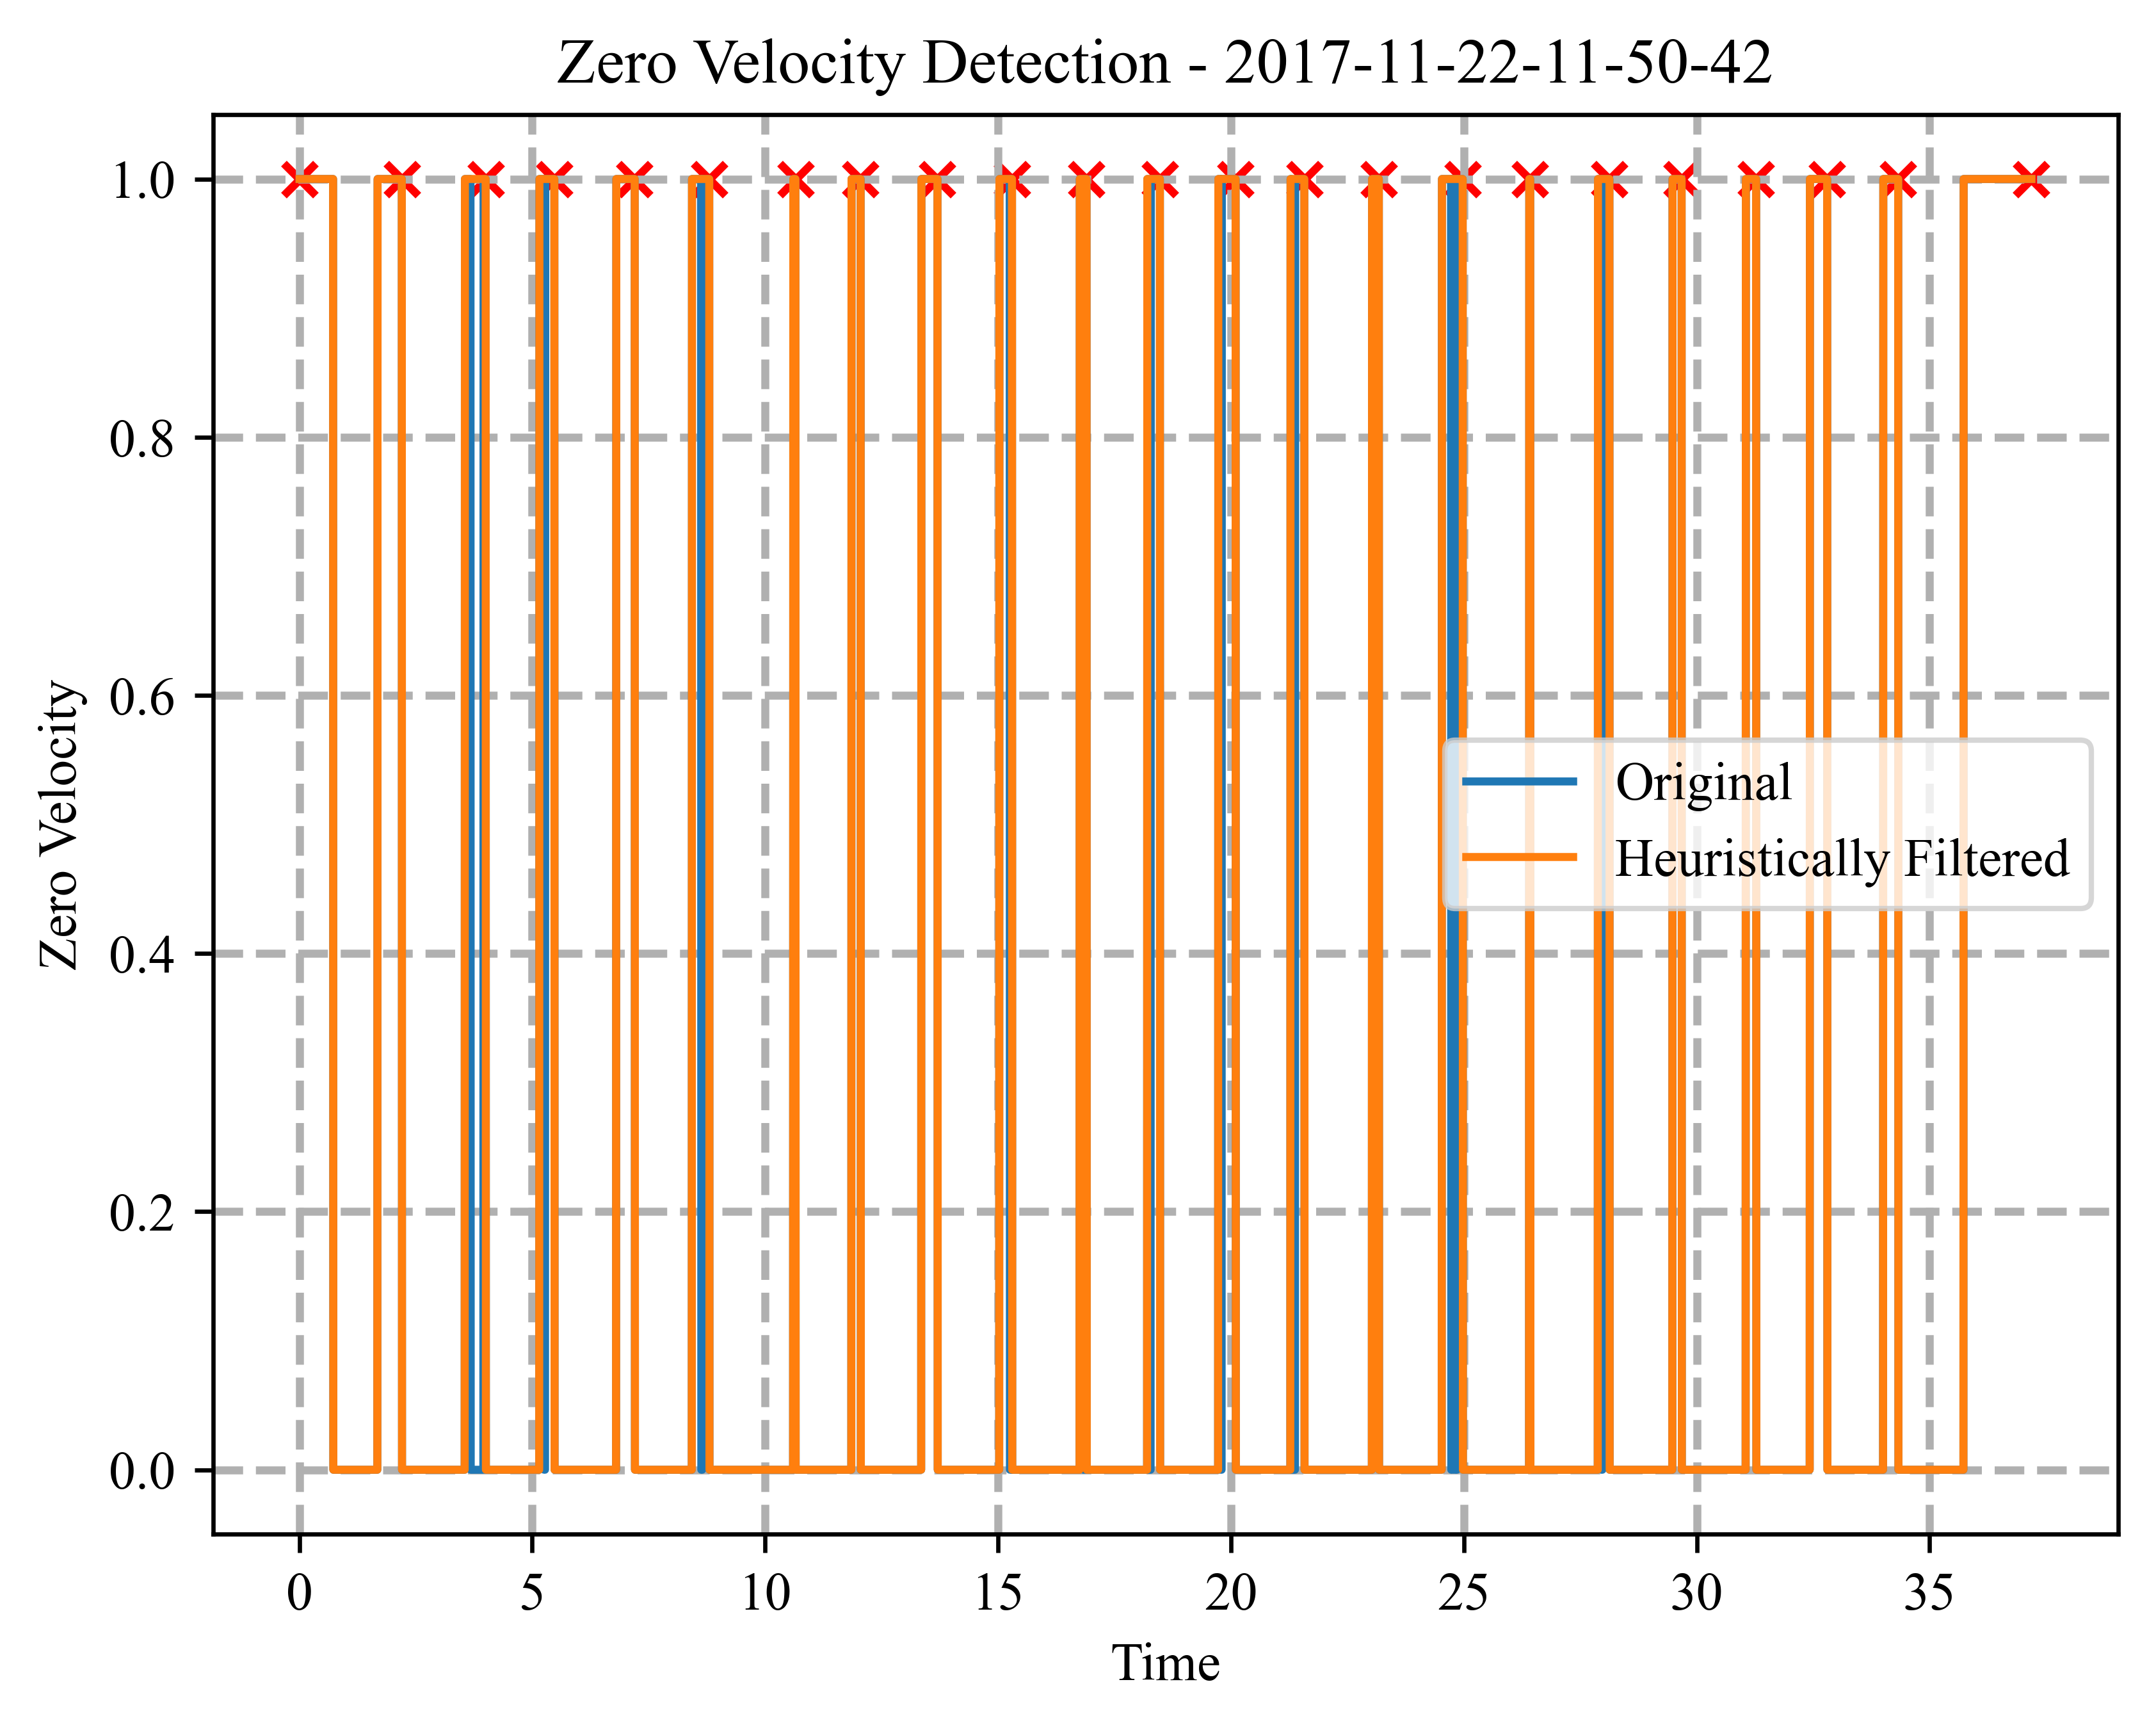 Zero Velocity Detection - 2017-11-22-11-50-42
1.0
0.8
0.6
0.4
0.2
0.0
Zero Velocity
Original
Heuristically Filtered
0 5 10 15 20 25 30 35
Time